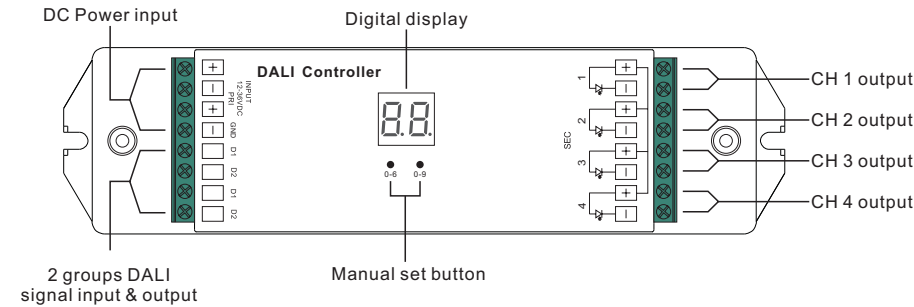 DC Power input
Digital display
DALI Controller
+
−
+
−
INPUT
12-36VDC
PRI
GND
D1
D2
D1
D2
8.8.
0-6
0-9
SEC
1
+
−
2
+
−
3
+
−
4
+
−
CH 1 output
CH 2 output
CH 3 output
CH 4 output
2 groups DALI
signal input & output
Manual set button